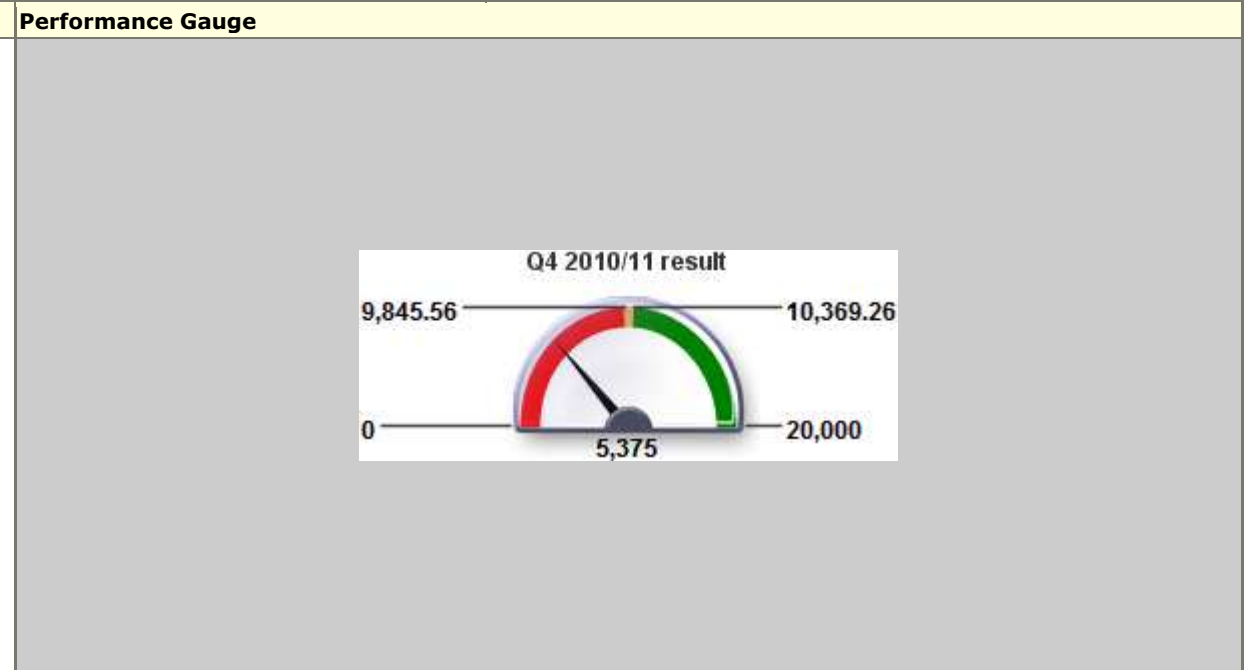 Performance Gauge
Q4 2010/11 result
9,845.56
10,369.26
0
20,000
5,375